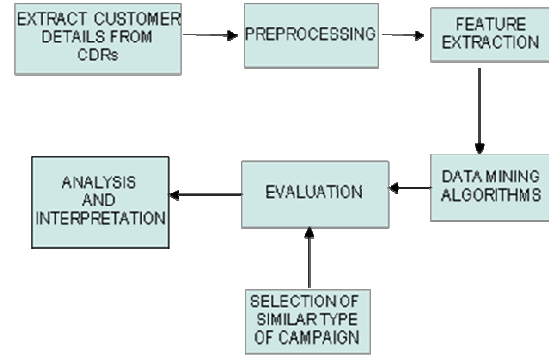 EXTRACT CUSTOMER
DETAILS FROM
CDRs
PREPROCESSING
FEATURE
EXTRACTION
ANALYSIS
AND
INTERPRETATION
EVALUATION
DATA MINING
ALGORITHMS
SELECTION OF
SIMILAR TYPE
OF CAMPAIGN